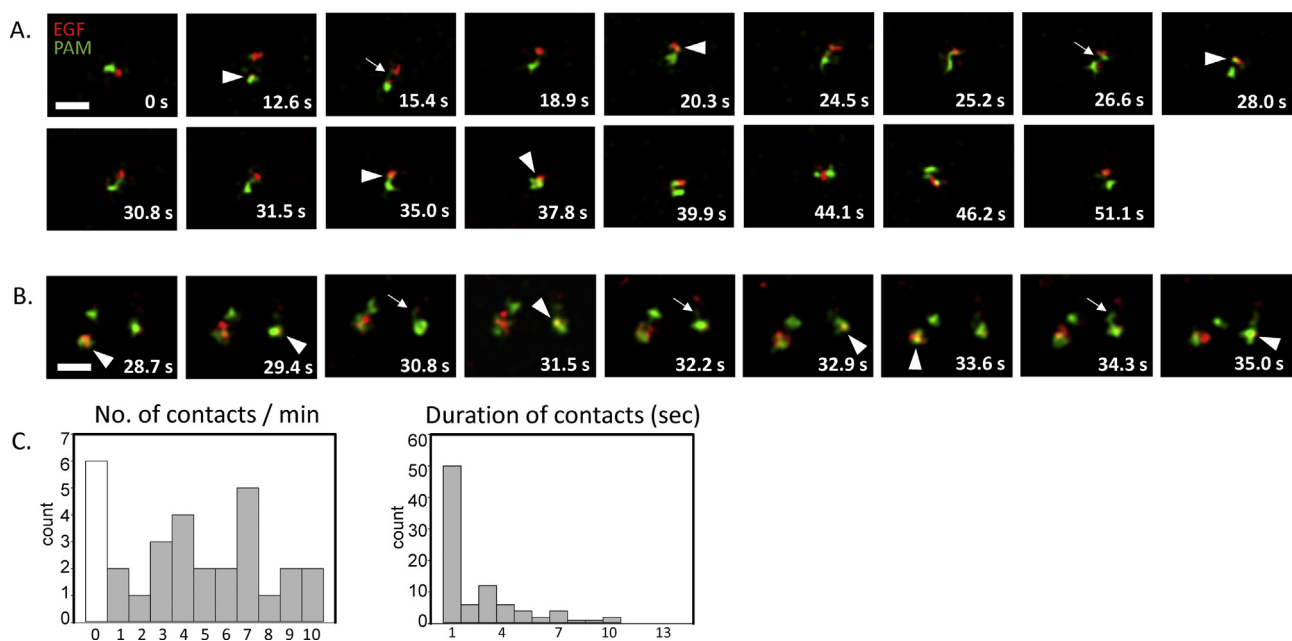 A.
EGF
PAM
0 s 12.6 s 15.4 s 18.9 s 20.3 s 24.5 s 25.2 s 26.6 s 28.0 s
30.8 s 31.5 s 35.0 s 37.8 s 39.9 s 44.1 s 46.2 s 51.1 s
B.
28.7 s 29.4 s 30.8 s 31.5 s 32.2 s 32.9 s 33.6 s 34.3 s 35.0 s
C.
No. of contacts / min
count
7
6
5
4
3
2
1
0
0 1 2 3 4 5 6 7 8 9 10
Duration of contacts (sec)
count
60
50
40
30
20
10
0
1 4 7 10 13